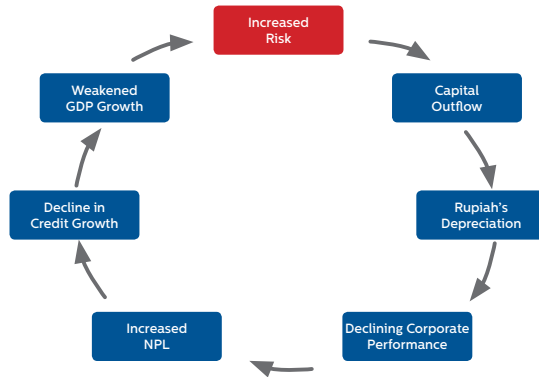 Increased
Risk
Capital
Outflow
Rupiah's
Depreciation
Declining Corporate
Performance
Increased
NPL
Decline in
Credit Growth
Weakened
GDP Growth